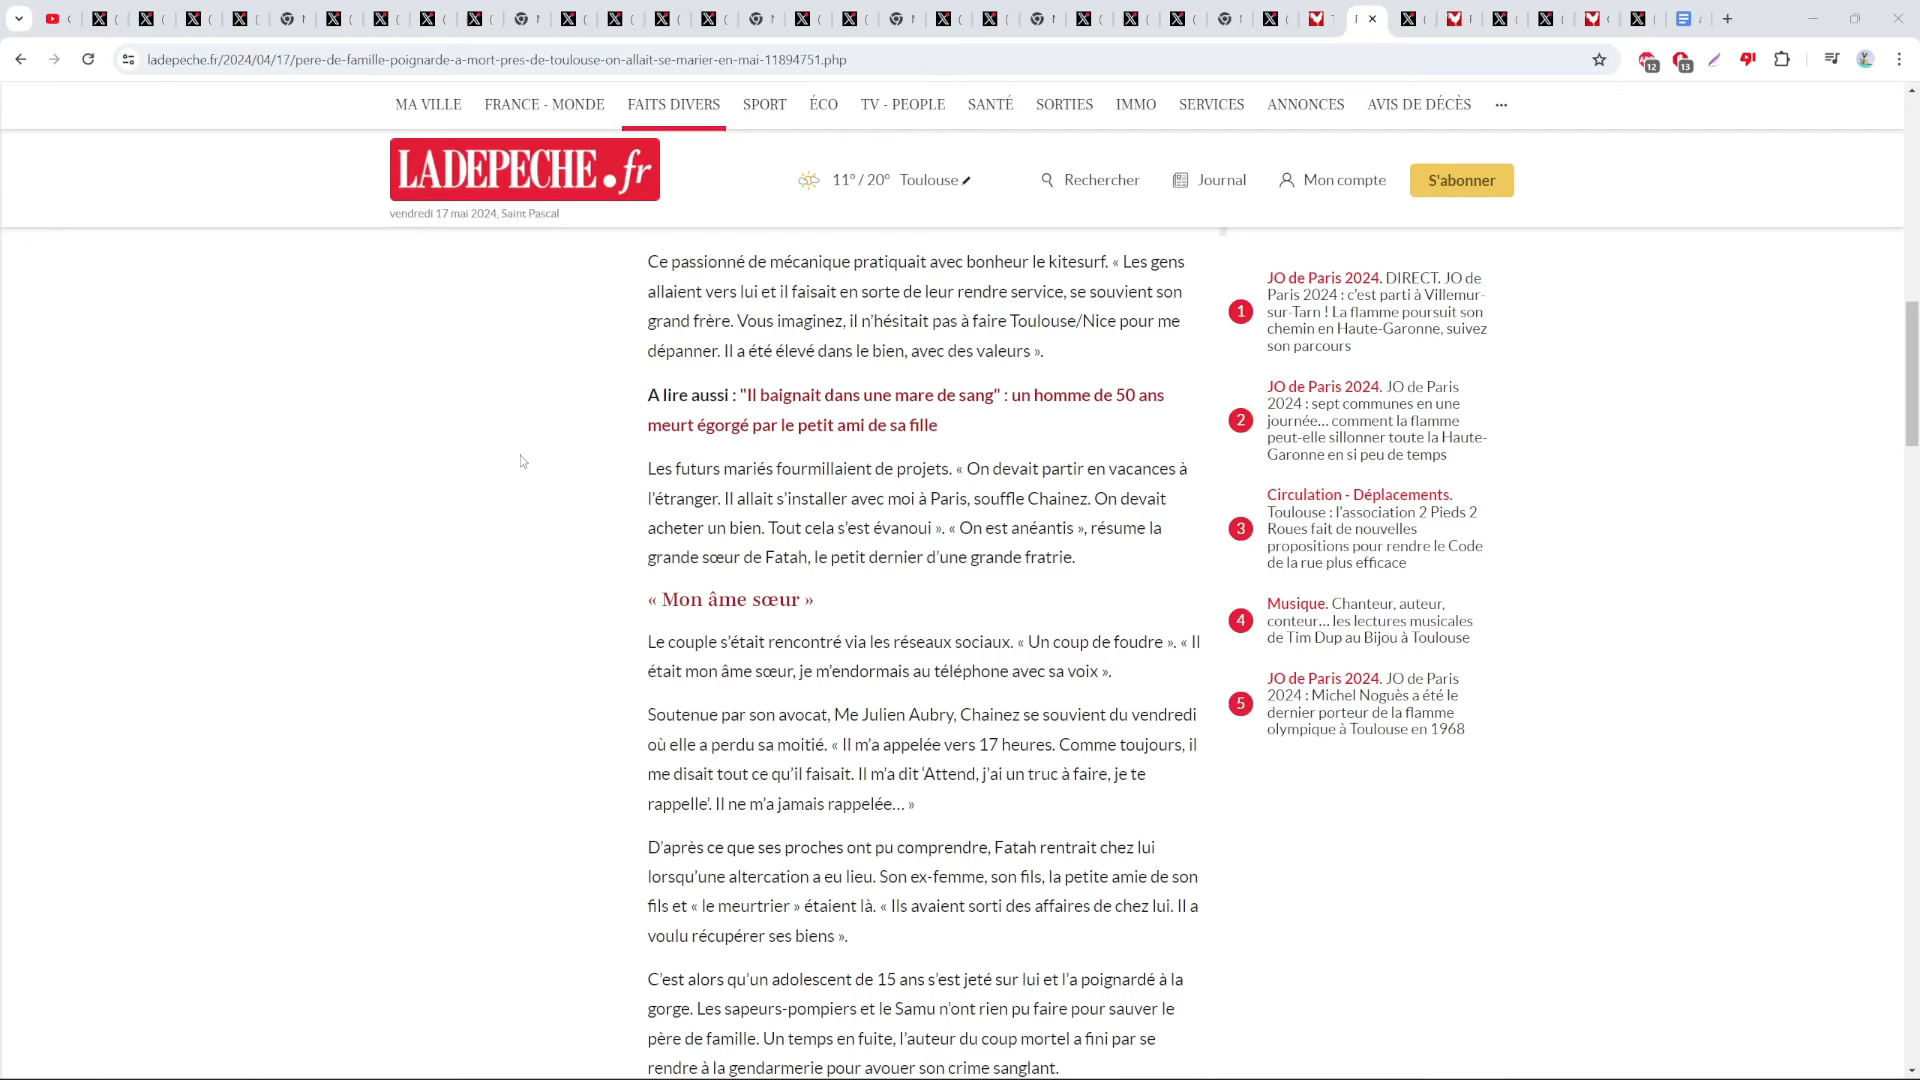 ladepeche.fr/2024/04/17/pere-de-famille-poignarde-a-mort-pres-de-toulouse-on-allait-se-marier-en-mai-11894751.php
12
13
MA VILLE FRANCE - MONDE FAITS DIVERS SPORT ÉCO TV - PEOPLE SANTÉ SORTIES IMMO SERVICES ANNONCES AVIS DE DÉCÈS ...
LADEPECHE.fr
vendredi 17 mai 2024, Saint Pascal
11° / 20° Toulouse
Rechercher
Journal
Mon compte
S'abonner
Ce passionné de mécanique pratiquait avec bonheur le kitesurf. « Les gens
allaient vers lui et il faisait en sorte de leur rendre service, se souvient son
grand frère. Vous imaginez, il n’hésitait pas à faire Toulouse/Nice pour me
dépanner. Il a été élevé dans le bien, avec des valeurs ».
A lire aussi : "Il baignait dans une mare de sang" : un homme de 50 ans
meurt égorgé par le petit ami de sa fille
Les futurs mariés fourmillaient de projets. « On devait partir en vacances à
l’étranger. Il allait s’installer avec moi à Paris, souffle Chainez. On devait
acheter un bien. Tout cela s’est évanoui ». « On est anéantis », résume la
grande sœur de Fatah, le petit dernier d’une grande fratrie.
« Mon âme sœur »
Le couple s’était rencontré via les réseaux sociaux. « Un coup de foudre ». « Il
était mon âme sœur, je m’endormais au téléphone avec sa voix ».
Soutenue par son avocat, Me Julien Aubry, Chainez se souvient du vendredi
où elle a perdu sa moitié. « Il m’a appelée vers 17 heures. Comme toujours, il
me disait tout ce qu’il faisait. Il m’a dit ‘Attend, j’ai un truc à faire, je te
rappelle’. Il ne m’a jamais rappelée… »
D’après ce que ses proches ont pu comprendre, Fatah rentrait chez lui
lorsqu’une altercation a eu lieu. Son ex-femme, son fils, la petite amie de son
fils et « le meurtrier » étaient là. « Ils avaient sorti des affaires de chez lui. Il a
voulu récupérer ses biens ».
C’est alors qu’un adolescent de 15 ans s’est jeté sur lui et l’a poignardé à la
gorge. Les sapeurs-pompiers et le Samu n’ont rien pu faire pour sauver le
père de famille. Un temps en fuite, l’auteur du coup mortel a fini par se
rendre à la gendarmerie pour avouer son crime sanglant.
1
JO de Paris 2024. DIRECT. JO de
Paris 2024 : c’est parti à Villemur-
sur-Tarn ! La flamme poursuit son
chemin en Haute-Garonne, suivez
son parcours
2
JO de Paris 2024. JO de Paris
2024 : sept communes en une
journée… comment la flamme
peut-elle sillonner toute la Haute-
Garonne en si peu de temps
3
Circulation - Déplacements.
Toulouse : l’association 2 Pieds 2
Roues fait de nouvelles
propositions pour rendre le Code
de la rue plus efficace
4
Musique. Chanteur, auteur,
conteur… les lectures musicales
de Tim Dup au Bijou à Toulouse
5
JO de Paris 2024. JO de Paris
2024 : Michel Noguès a été le
dernier porteur de la flamme
olympique à Toulouse en 1968